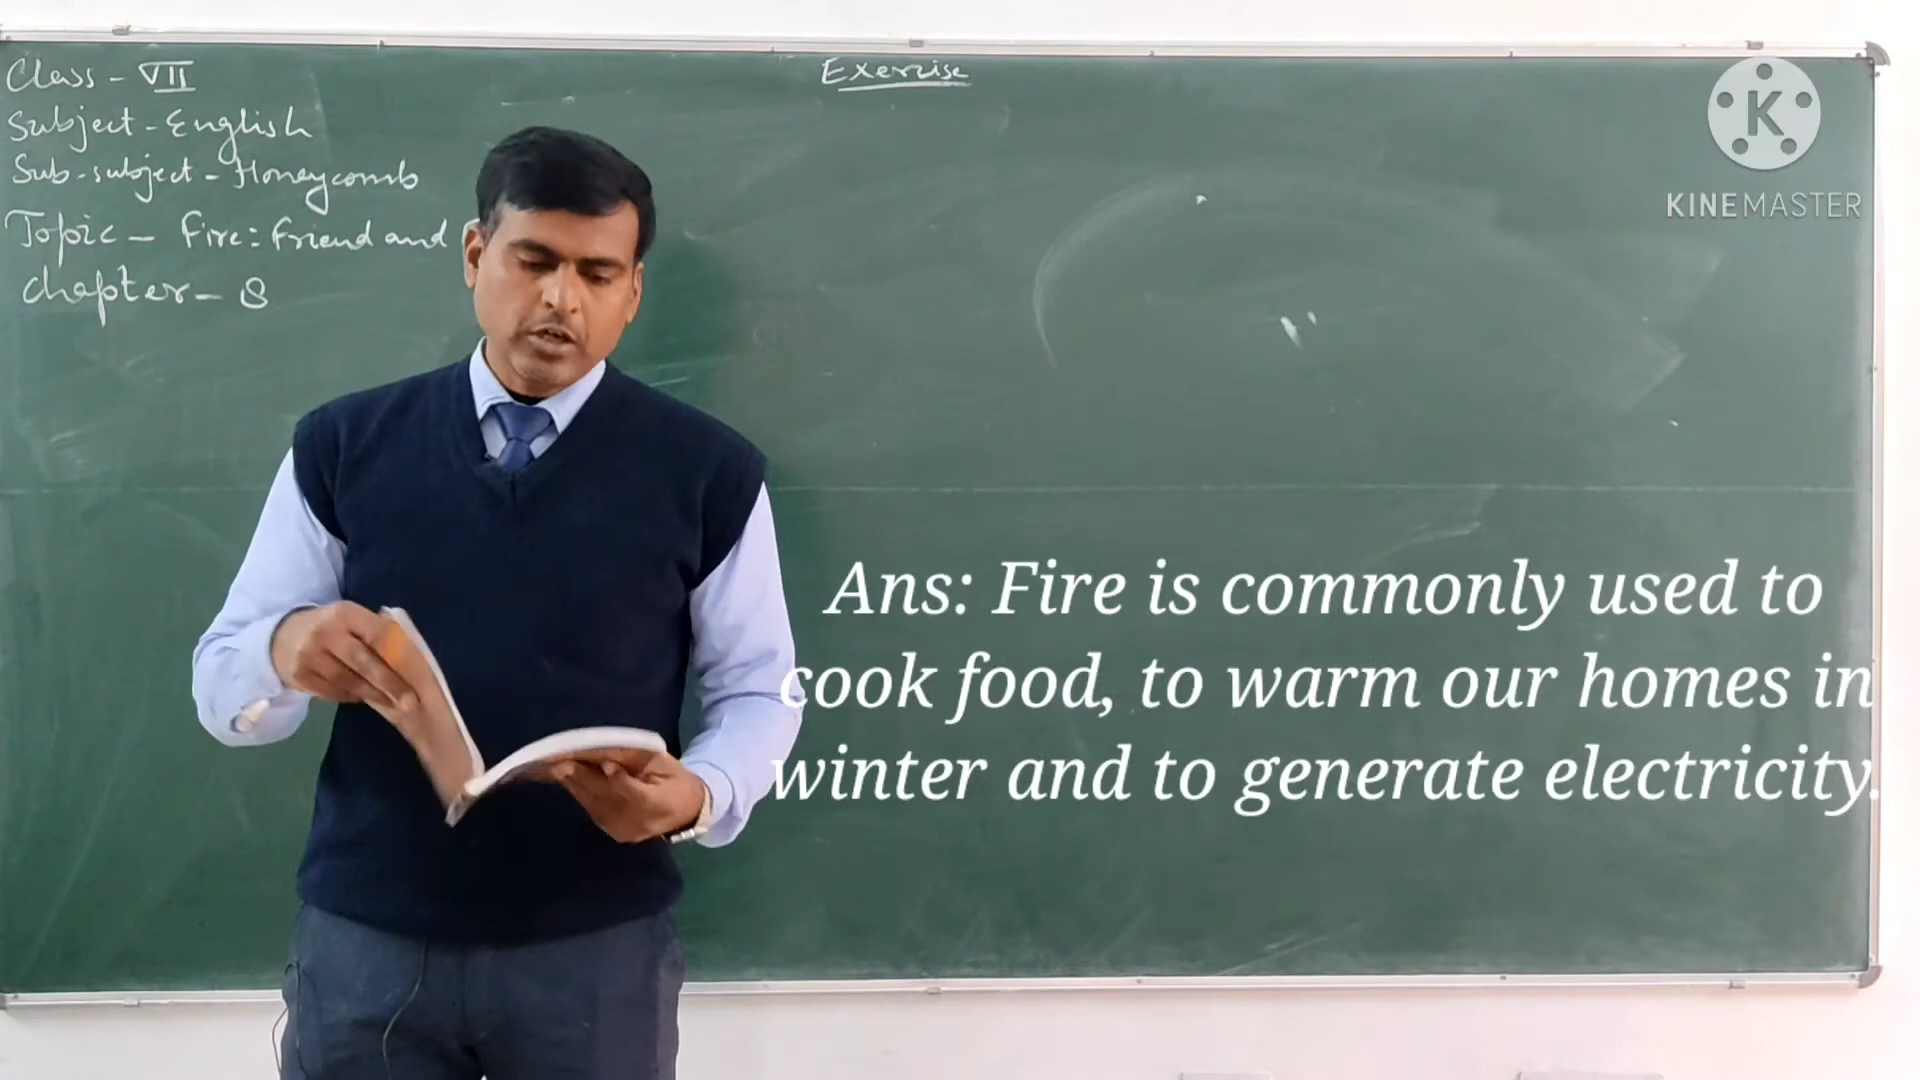 Class - VII
Subject - English
Sub-subject - Honeycomb
Topic - Fire: Friend and
Chapter - 8
Exercise
K
KINEMASTER
Ans: Fire is commonly used to
cook food, to warm our homes in
winter and to generate electricity.